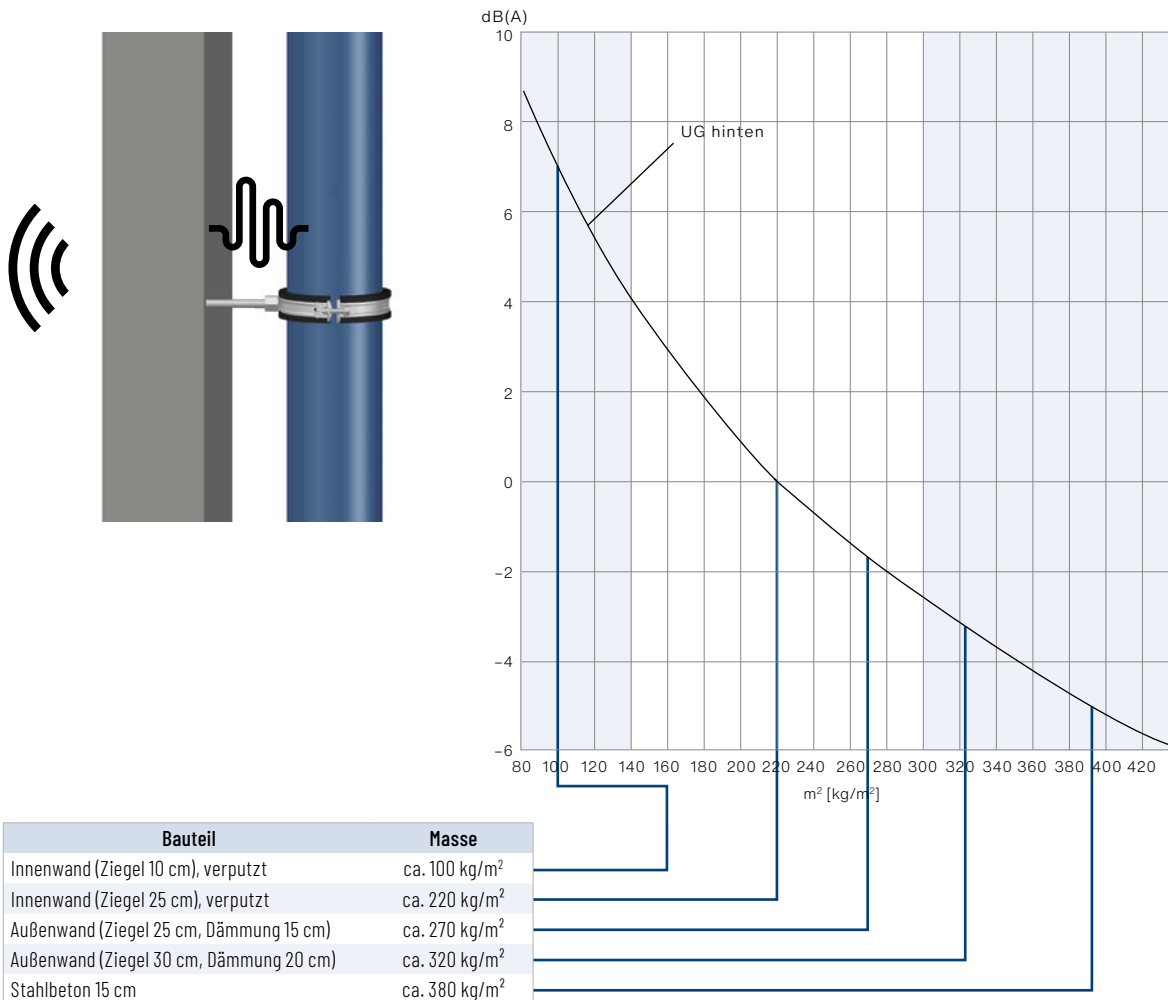 dB(A)
10
8
6
4
2
0
–2
–4
–6
UG hinten
80 100 120 140 160 180 200 220 240 260 280 300 320 340 360 380 400 420
m² [kg/m²]
Bauteil Masse
Innenwand (Ziegel 10 cm), verputzt ca. 100 kg/m²
Innenwand (Ziegel 25 cm), verputzt ca. 220 kg/m²
Außenwand (Ziegel 25 cm, Dämmung 15 cm) ca. 270 kg/m²
Außenwand (Ziegel 30 cm, Dämmung 20 cm) ca. 320 kg/m²
Stahlbeton 15 cm ca. 380 kg/m²